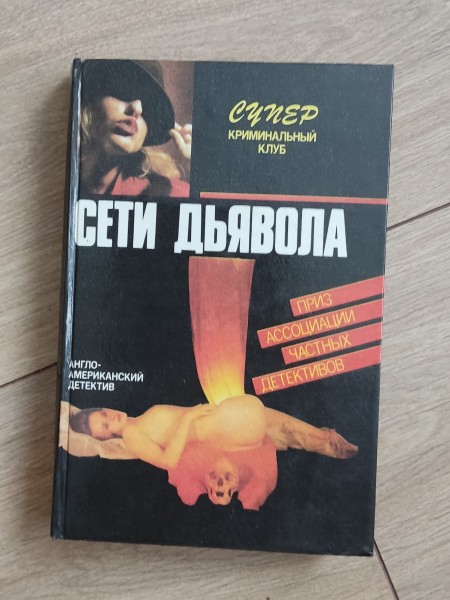 СУПЕР
КРИМИНАЛЬНЫЙ
КЛУБ
СЕТИ ДЬЯВОЛА
ПРИЗ
АССОЦИАЦИИ
ЧАСТНЫХ
ДЕТЕКТИВОВ
АНГЛО-
АМЕРИКАНСКИЙ
ДЕТЕКТИВ